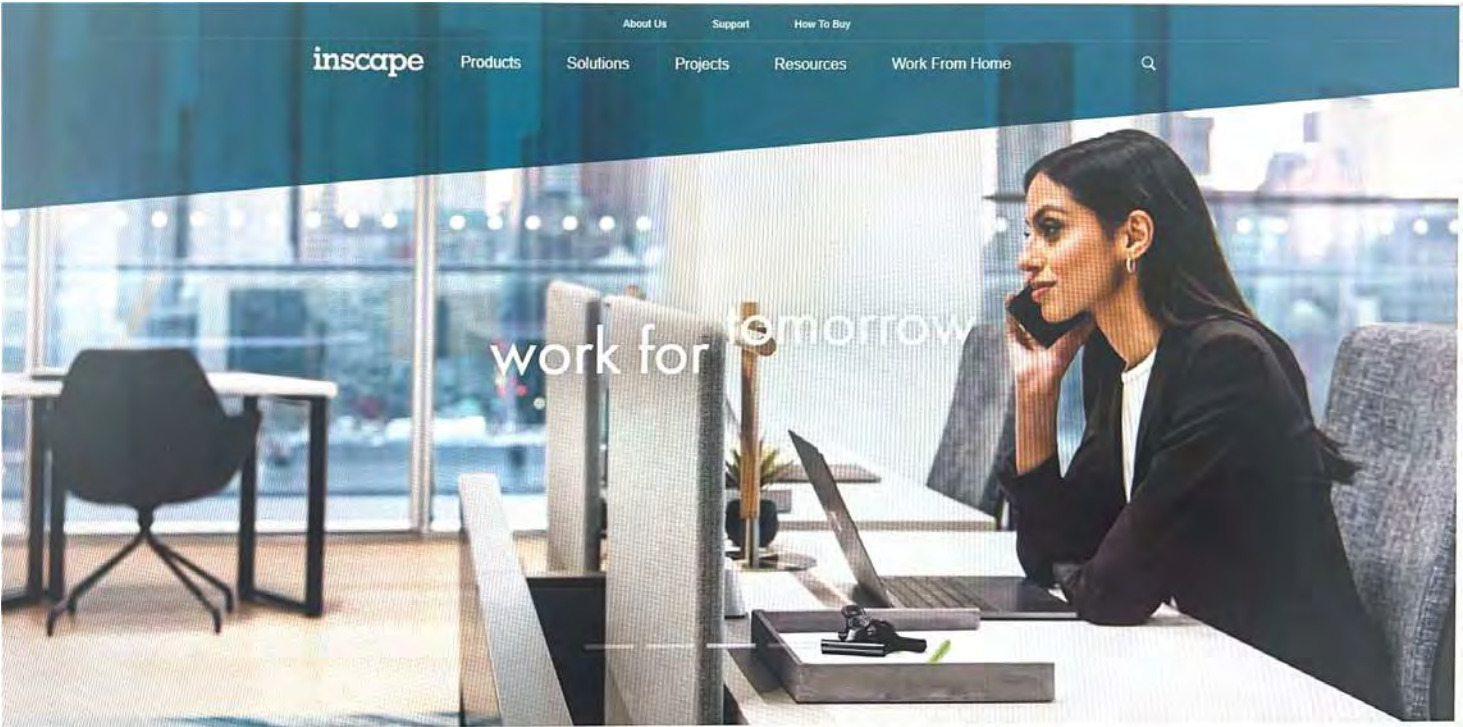 About Us Support How To Buy
inscape Products Solutions Projects Resources Work From Home
work for tomorrow